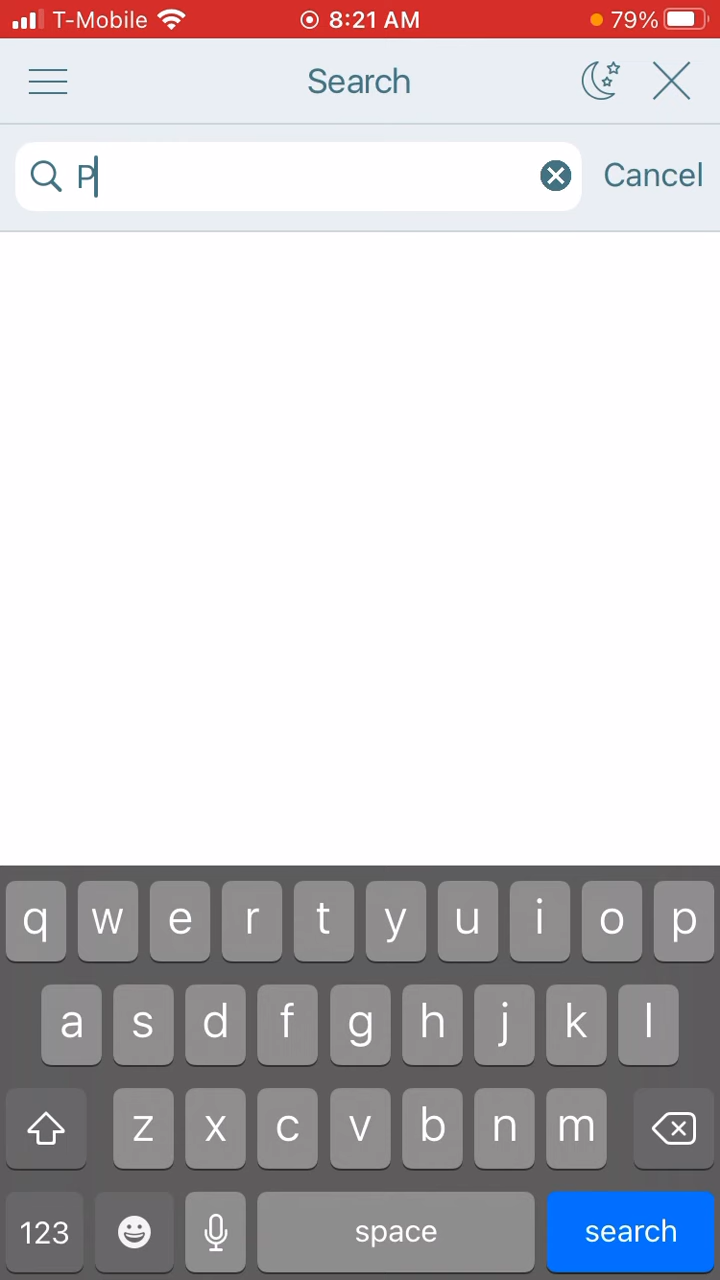 T-Mobile 8:21 AM 79%
Search
P Cancel
q w e r t y u i o p
a s d f g h j k l
z x c v b n m
123 space search